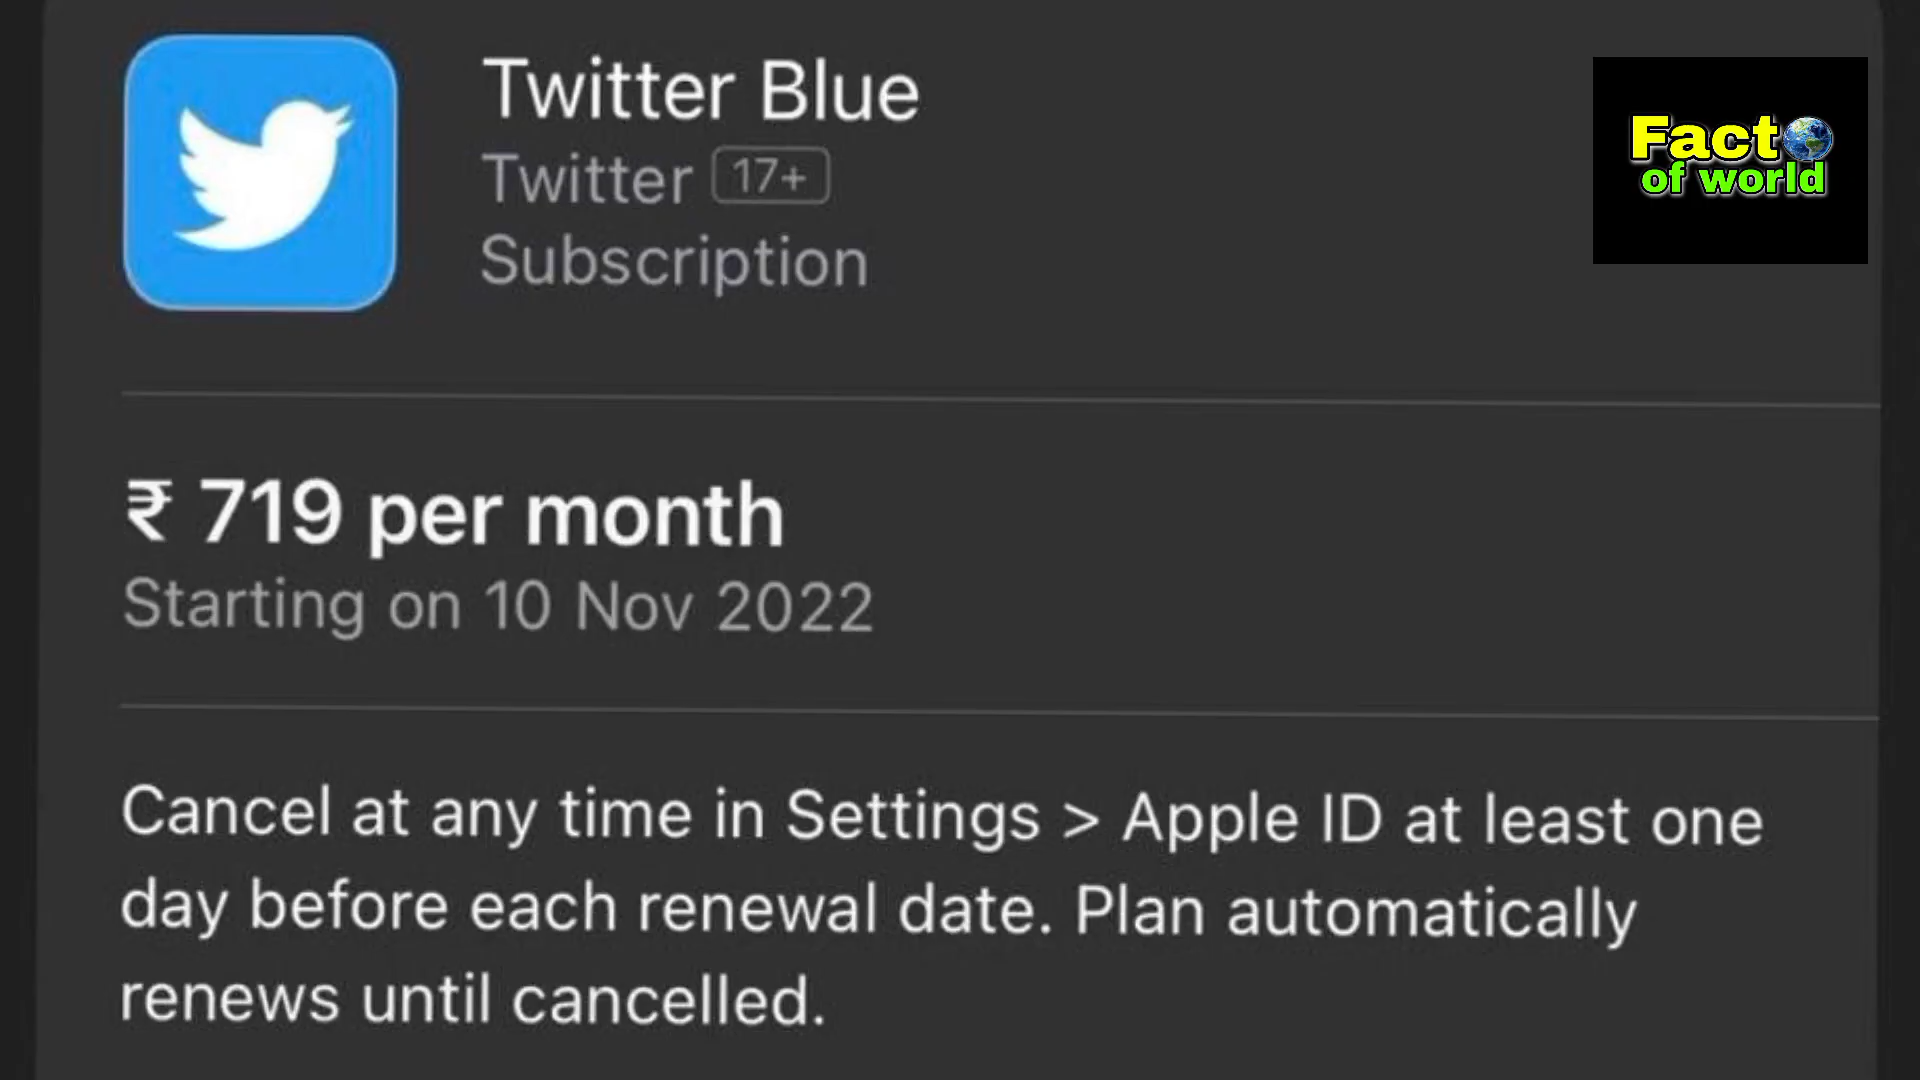 Twitter Blue
Twitter 17+
Subscription
Fact
of world
₹ 719 per month
Starting on 10 Nov 2022
Cancel at any time in Settings > Apple ID at least one
day before each renewal date. Plan automatically
renews until cancelled.